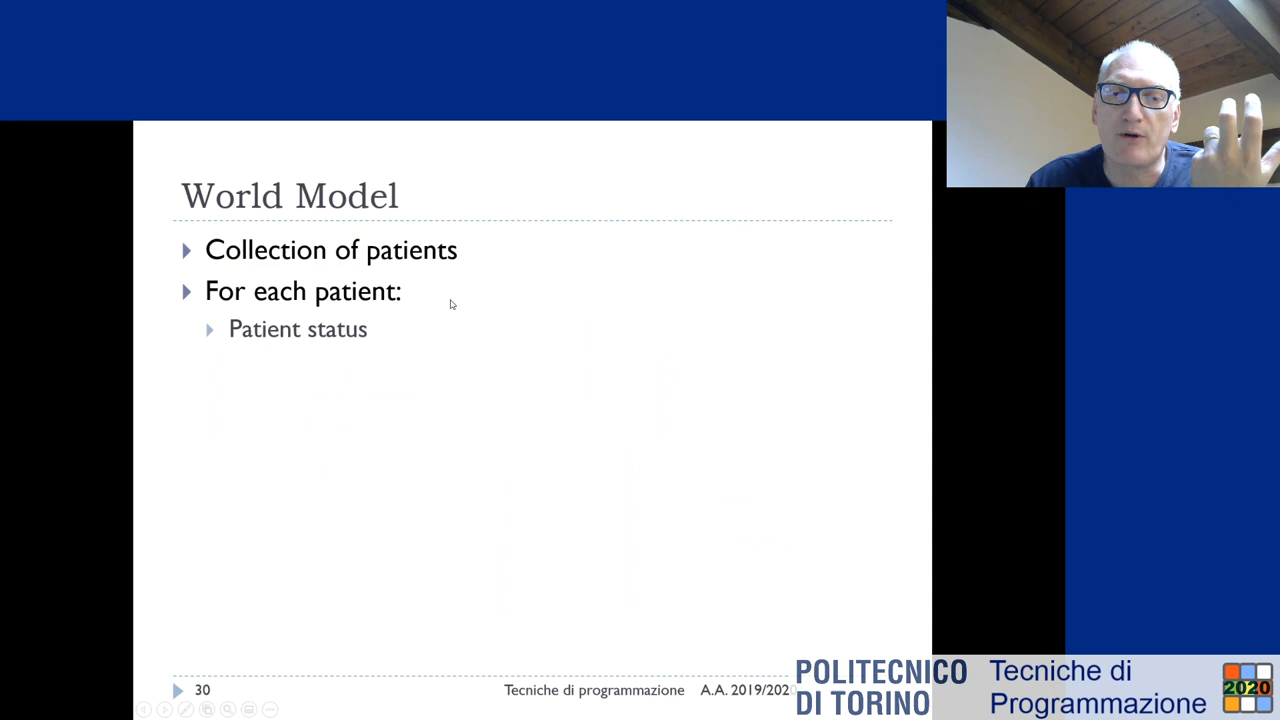 World Model
Collection of patients
For each patient:
Patient status
30
Tecniche di programmazione A.A. 2019/2020
POLITECNICO
DI TORINO
Tecniche di
Programmazione
2020